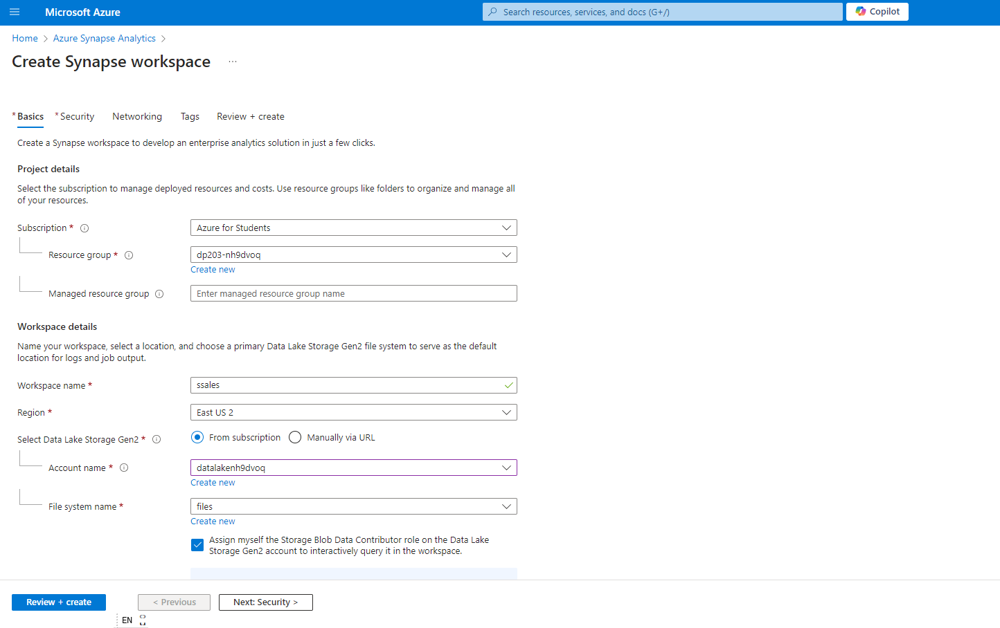 Microsoft Azure
Search resources, services, and docs (G+/)
Copilot
Home > Azure Synapse Analytics >
Create Synapse workspace ...
* Basics * Security Networking Tags Review + create
Create a Synapse workspace to develop an enterprise analytics solution in just a few clicks.
Project details
Select the subscription to manage deployed resources and costs. Use resource groups like folders to organize and manage all
of your resources.
Subscription *
Azure for Students
Resource group *
dp203-nh9dvoq
Create new
Managed resource group
Enter managed resource group name
Workspace details
Name your workspace, select a location, and choose a primary Data Lake Storage Gen2 file system to serve as the default
location for logs and job output.
Workspace name *
ssales
Region *
East US 2
Select Data Lake Storage Gen2 *
From subscription Manually via URL
Account name *
datalakenh9dvoq
Create new
File system name *
files
Create new
Assign myself the Storage Blob Data Contributor role on the Data Lake
Storage Gen2 account to interactively query it in the workspace.
Review + create
< Previous
Next: Security >
EN